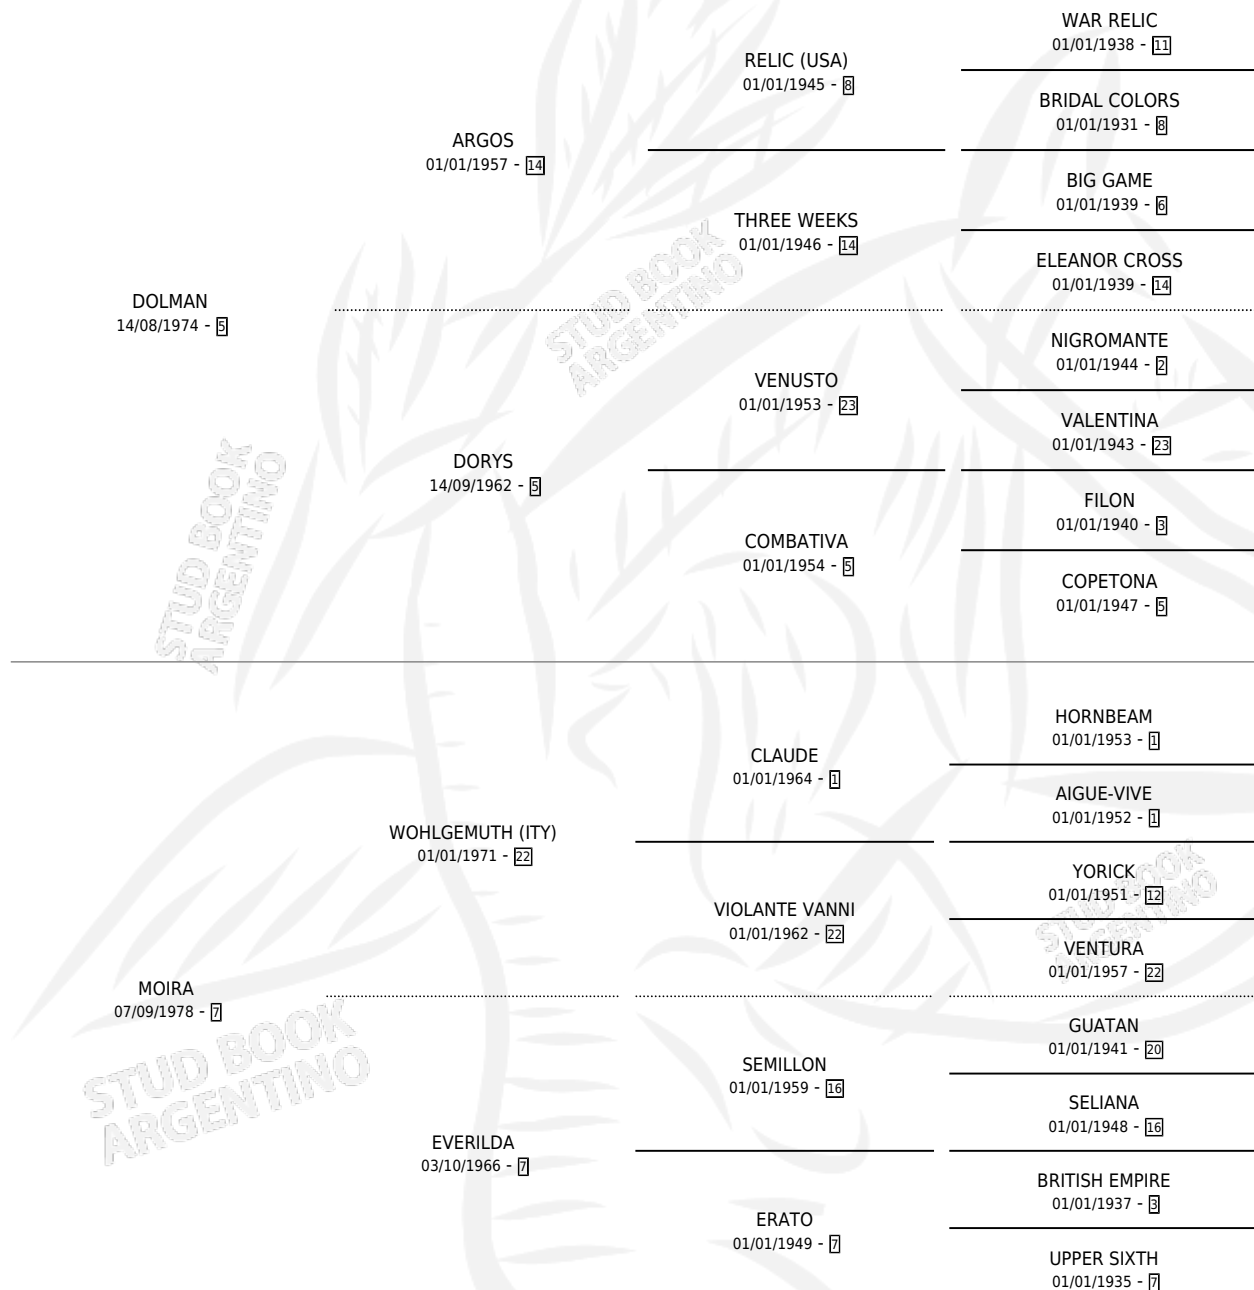 WAR RELIC
01/01/1938 - 11
RELIC (USA)
01/01/1945 - 8
BRIDAL COLORS
01/01/1931 - 8
ARGOS
01/01/1957 - 14
BIG GAME
01/01/1939 - 6
THREE WEEKS
01/01/1946 - 14
ELEANOR CROSS
01/01/1939 - 14
DOLMAN
14/08/1974 - 5
STUD BOOK
ARGENTINO
NIGROMANTE
01/01/1944 - 2
VENUSTO
01/01/1953 - 23
VALENTINA
01/01/1943 - 23
DORYS
14/09/1962 - 5
FILON
01/01/1940 - 3
COMBATIVA
01/01/1954 - 5
COPETONA
01/01/1947 - 5
STUD BOOK
ARGENTINO
HORNBEAM
01/01/1953 - 1
CLAUDE
01/01/1964 - 1
AIGUE-VIVE
01/01/1952 - 1
WOHLGEMUTH (ITY)
01/01/1971 - 22
YORICK
01/01/1951 - 12
VIOLANTE VANNI
01/01/1962 - 22
VENTURA
01/01/1957 - 22
STUD BOOK
ARGENTINO
MOIRA
07/09/1978 - 7
GUATAN
01/01/1941 - 20
SEMILLON
01/01/1959 - 16
SELIANA
01/01/1948 - 16
STUD BOOK
ARGENTINO
EVERILDA
03/10/1966 - 7
BRITISH EMPIRE
01/01/1937 - 3
ERATO
01/01/1949 - 7
UPPER SIXTH
01/01/1935 - 7